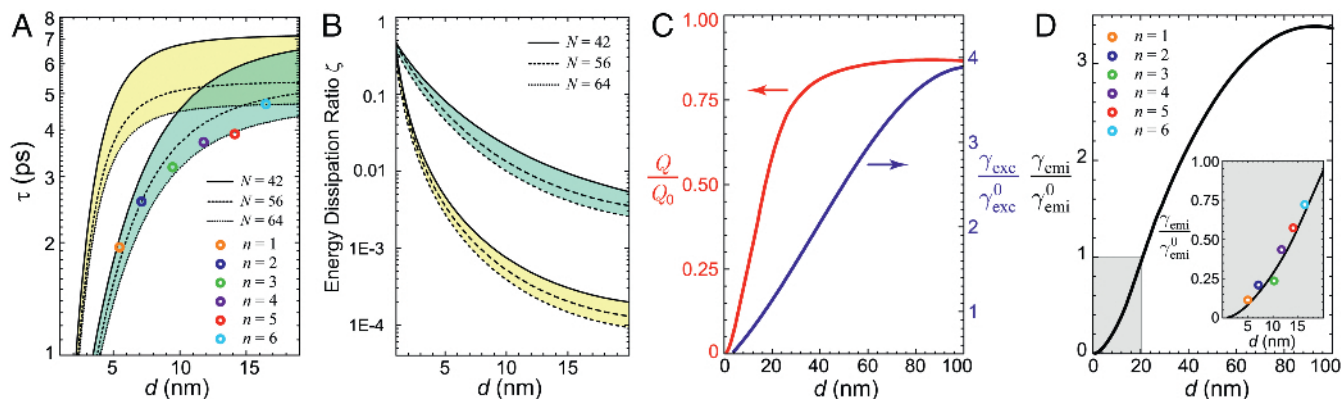 A
τ (ps)
8
7
6
5
4
3
2
1
N = 42
N = 56
N = 64
n = 1
n = 2
n = 3
n = 4
n = 5
n = 6
5
10
15
d (nm)
B
Energy Dissipation Ratio ζ
0.1
0.01
1E-3
1E-4
N = 42
N = 56
N = 64
5
10
15
d (nm)
C
Q
Q0
1.00
0.75
0.50
0.25
0
4
3
2
1
γexc
γ0exc
0
20
40
60
80
100
d (nm)
D
γemi
γ0emi
3
2
1
0
n = 1
n = 2
n = 3
n = 4
n = 5
n = 6
1.00
0.75
0.50
0.25
0
γemi
γ0emi
5
10
15
d (nm)
0
20
40
60
80
100
d (nm)